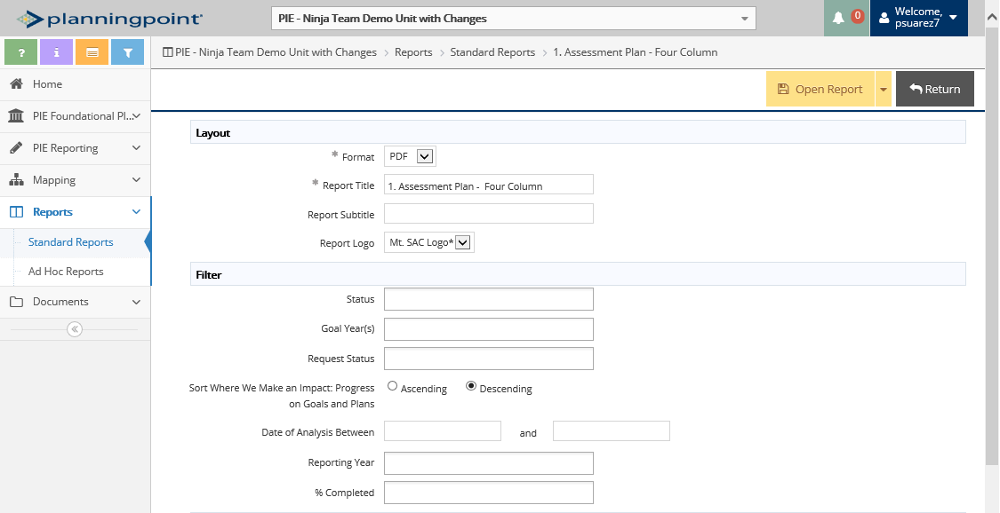 planningpoint
PIE - Ninja Team Demo Unit with Changes
0
Welcome,
psuarez7
?
i
PIE - Ninja Team Demo Unit with Changes > Reports > Standard Reports > 1. Assessment Plan - Four Column
Home
PIE Foundational Pl...
PIE Reporting
Mapping
Reports
Standard Reports
Ad Hoc Reports
Documents
Open Report
Return
Layout
* Format PDF
* Report Title 1. Assessment Plan - Four Column
Report Subtitle
Report Logo Mt. SAC Logo*
Filter
Status
Goal Year(s)
Request Status
Sort Where We Make an Impact: Progress
on Goals and Plans
Ascending Descending
Date of Analysis Between and
Reporting Year
% Completed